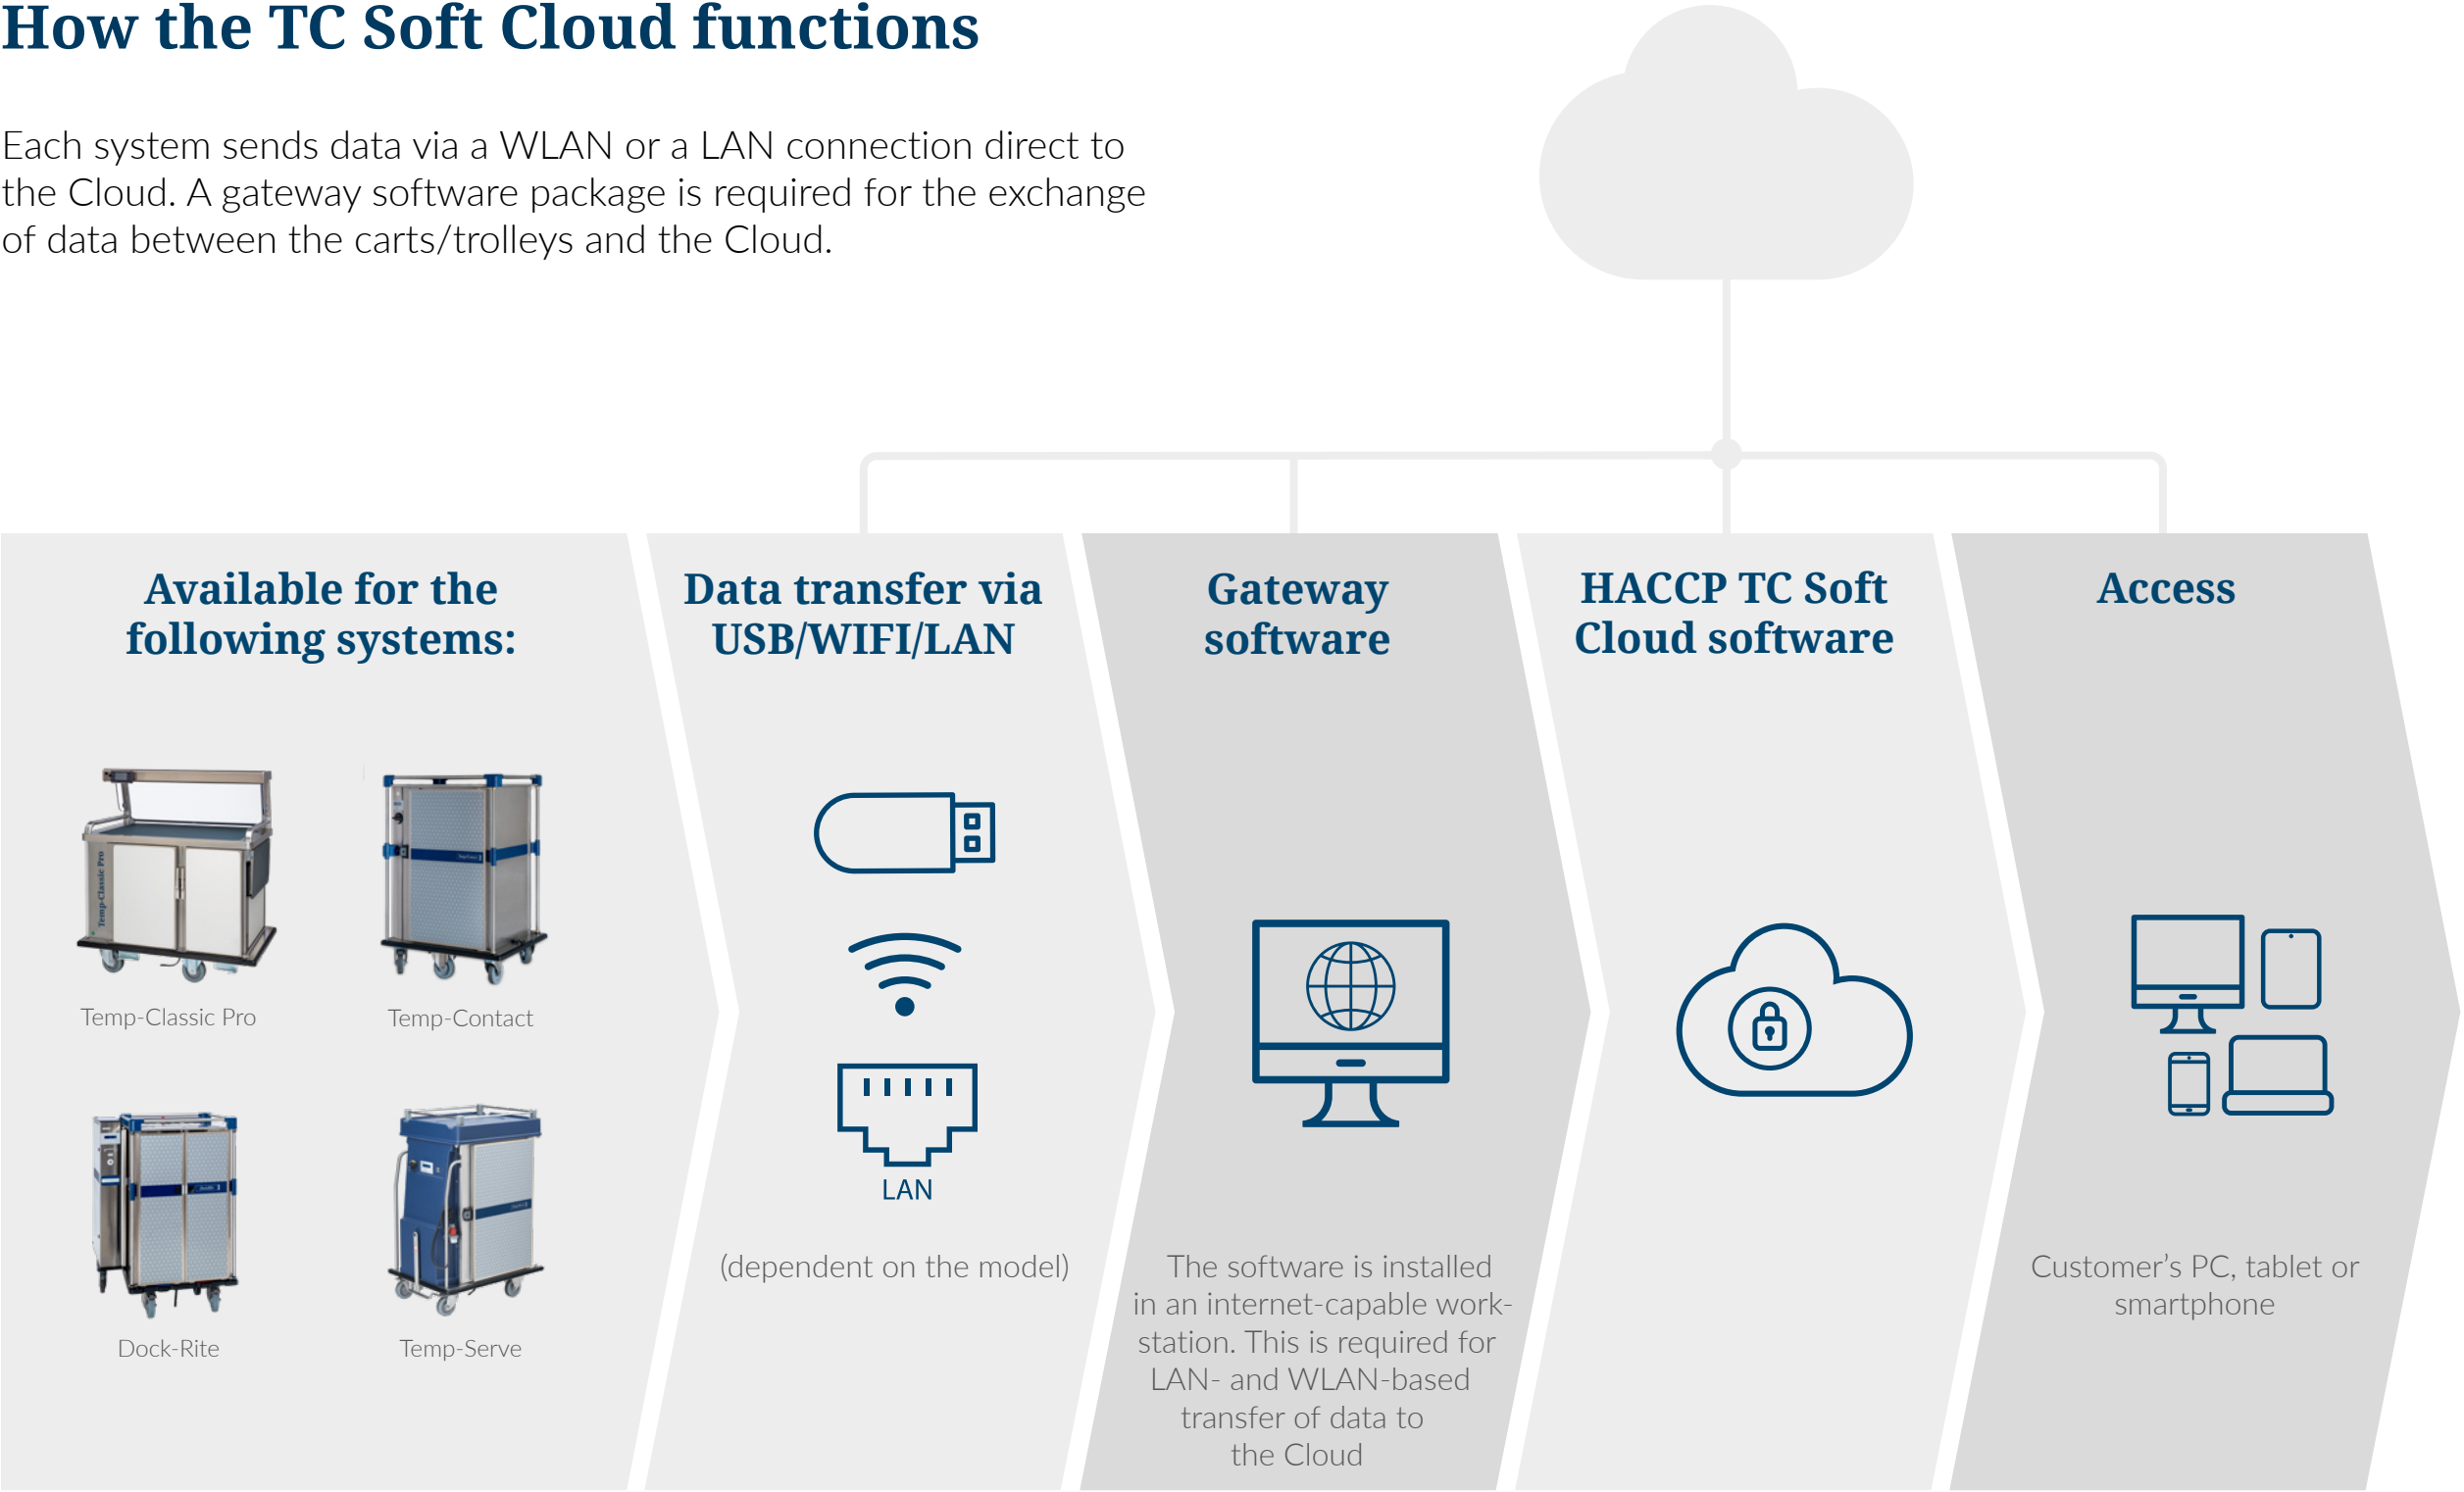 How the TC Soft Cloud functions
Each system sends data via a WLAN or a LAN connection direct to
the Cloud. A gateway software package is required for the exchange
of data between the carts/trolleys and the Cloud.
Available for the
following systems:
Temp-Classic Pro
Temp-Classic Pro
Temp-Contact
Dock-Rite
Temp-Serve
Data transfer via
USB/WIFI/LAN
LAN
(dependent on the model)
Gateway
software
The software is installed
in an internet-capable work-
station. This is required for
LAN- and WLAN-based
transfer of data to
the Cloud
HACCP TC Soft
Cloud software
Access
Customer’s PC, tablet or
smartphone